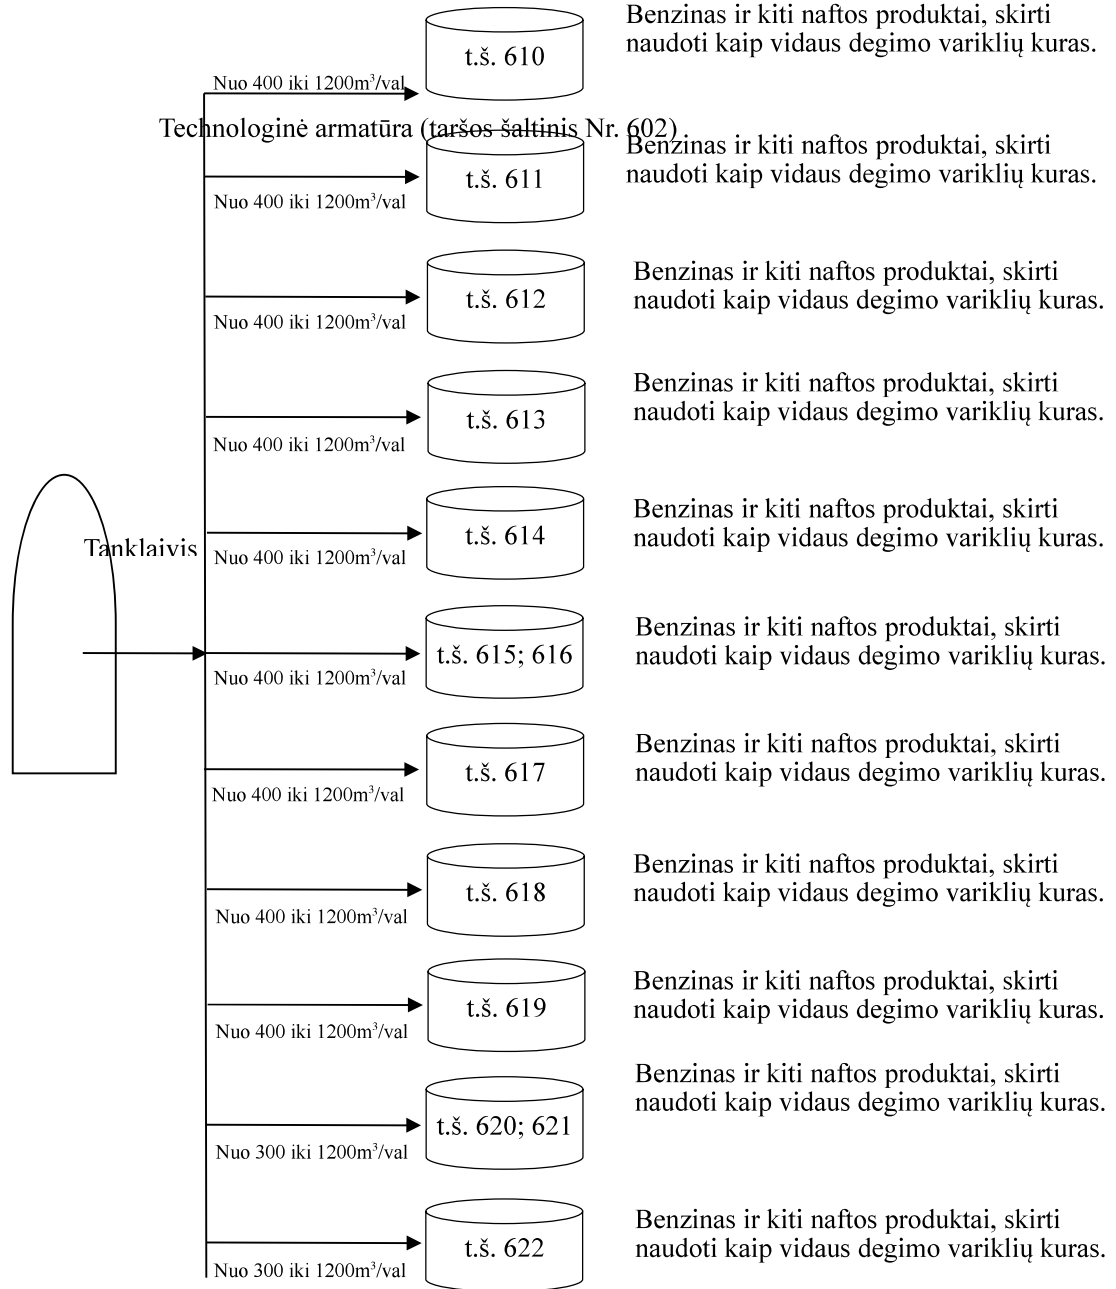 Benzinas ir kiti naftos produktai, skirti
naudoti kaip vidaus degimo variklių kuras.
t.š. 610
Nuo 400 iki 1200m³/val
Technologinė armatūra (taršos šaltinis Nr. 602)
Benzinas ir kiti naftos produktai, skirti
naudoti kaip vidaus degimo variklių kuras.
t.š. 611
Nuo 400 iki 1200m³/val
Benzinas ir kiti naftos produktai, skirti
naudoti kaip vidaus degimo variklių kuras.
t.š. 612
Nuo 400 iki 1200m³/val
Benzinas ir kiti naftos produktai, skirti
naudoti kaip vidaus degimo variklių kuras.
t.š. 613
Nuo 400 iki 1200m³/val
Benzinas ir kiti naftos produktai, skirti
naudoti kaip vidaus degimo variklių kuras.
t.š. 614
Tanklaivis
Nuo 400 iki 1200m³/val
Benzinas ir kiti naftos produktai, skirti
naudoti kaip vidaus degimo variklių kuras.
t.š. 615; 616
Nuo 400 iki 1200m³/val
Benzinas ir kiti naftos produktai, skirti
naudoti kaip vidaus degimo variklių kuras.
t.š. 617
Nuo 400 iki 1200m³/val
Benzinas ir kiti naftos produktai, skirti
naudoti kaip vidaus degimo variklių kuras.
t.š. 618
Nuo 400 iki 1200m³/val
Benzinas ir kiti naftos produktai, skirti
naudoti kaip vidaus degimo variklių kuras.
t.š. 619
Nuo 400 iki 1200m³/val
Benzinas ir kiti naftos produktai, skirti
naudoti kaip vidaus degimo variklių kuras.
t.š. 620; 621
Nuo 300 iki 1200m³/val
Benzinas ir kiti naftos produktai, skirti
naudoti kaip vidaus degimo variklių kuras.
t.š. 622
Nuo 300 iki 1200m³/val